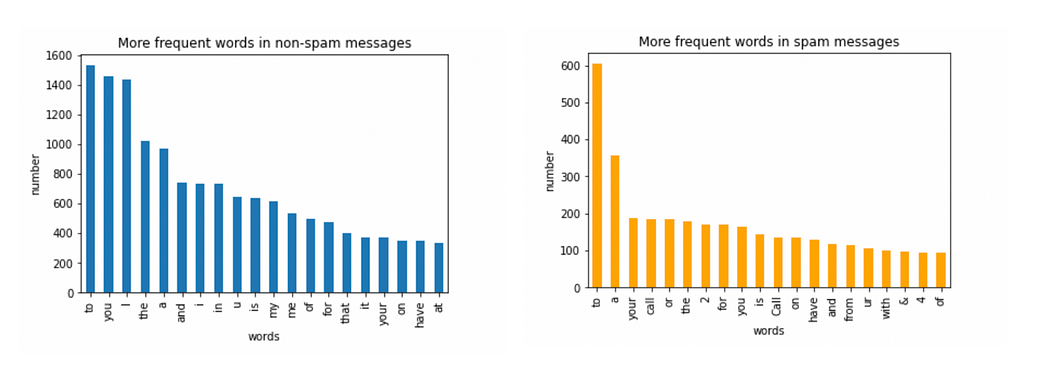 More frequent words in non-spam messages
1600
1400
1200
1000
800
600
400
200
0
number
to you I the a and i in u is my me of for that it your on have at
words
More frequent words in spam messages
600
500
400
300
200
100
0
number
to a your call or the 2 for you is Call on have and from ur with & 4 of
words